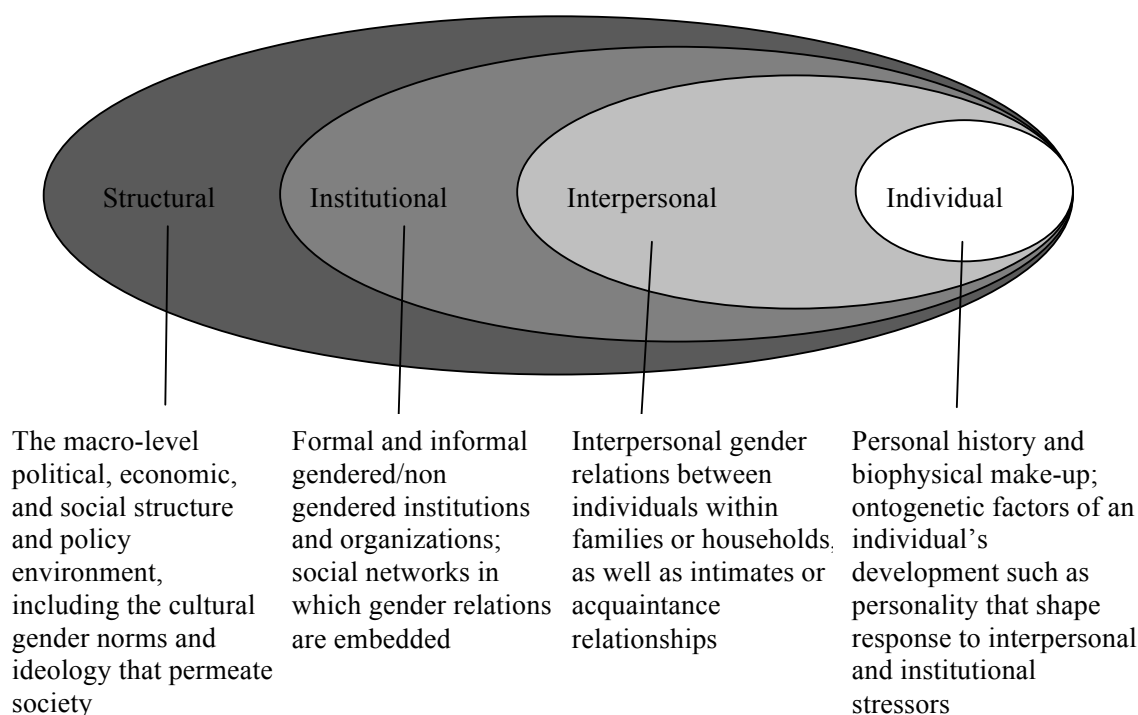 Structural
Institutional
Interpersonal
Individual
The macro-level
political, economic,
and social structure
and policy
environment,
including the cultural
gender norms and
ideology that permeate
society
Formal and informal
gendered/non
gendered institutions
and organizations;
social networks in
which gender relations
are embedded
Interpersonal gender
relations between
individuals within
families or households,
as well as intimates or
acquaintance
relationships
Personal history and
biophysical make-up;
ontogenetic factors of an
individual’s
development such as
personality that shape
response to interpersonal
and institutional
stressors